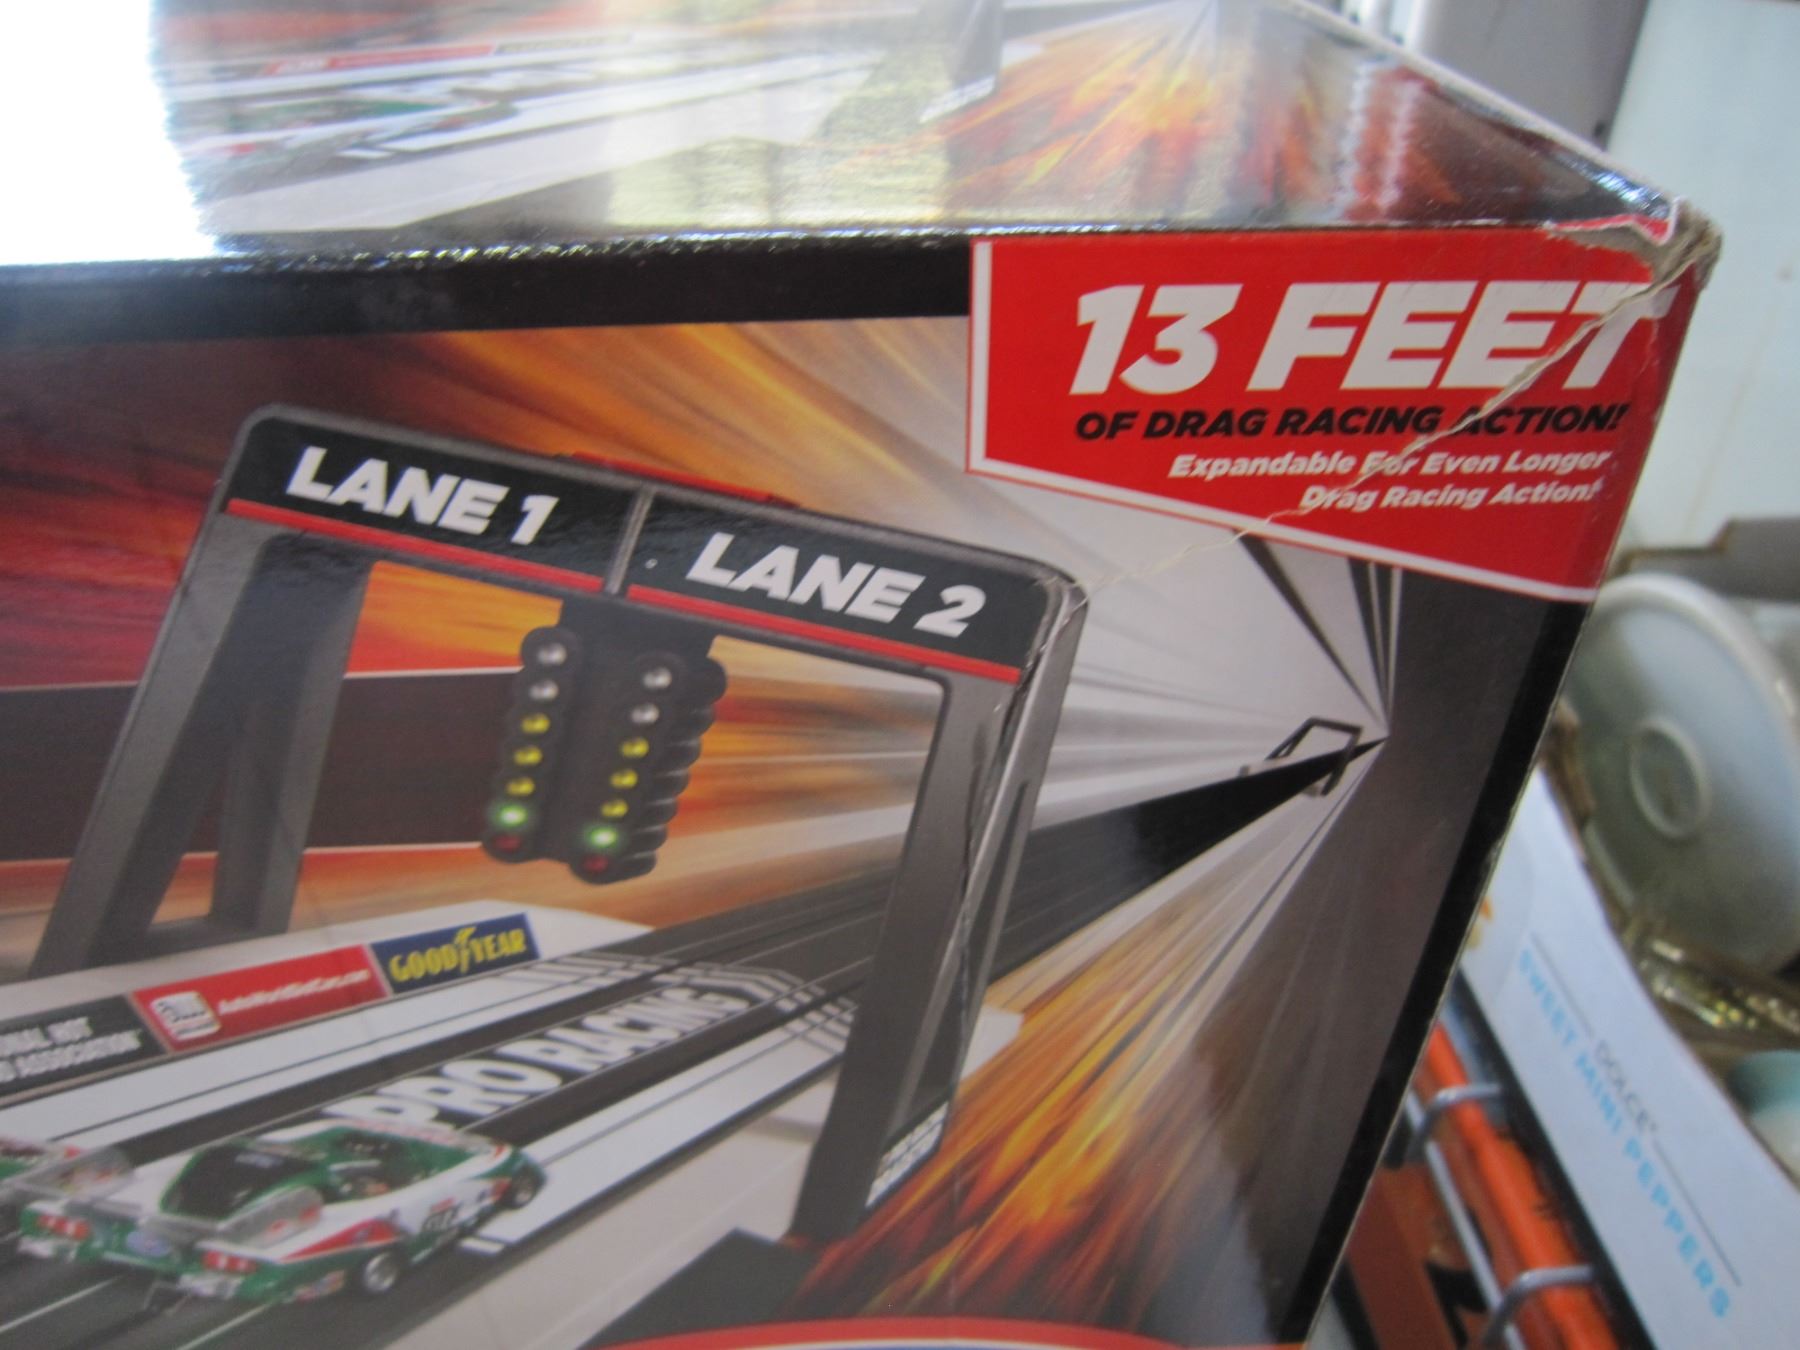 13 FEET
OF DRAG RACING ACTION!
Expandable For Even Longer
Drag Racing Action!
LANE 1
LANE 2
GOODYEAR
PRO RACING
DOLCE
SWEET MINI PEPPERS